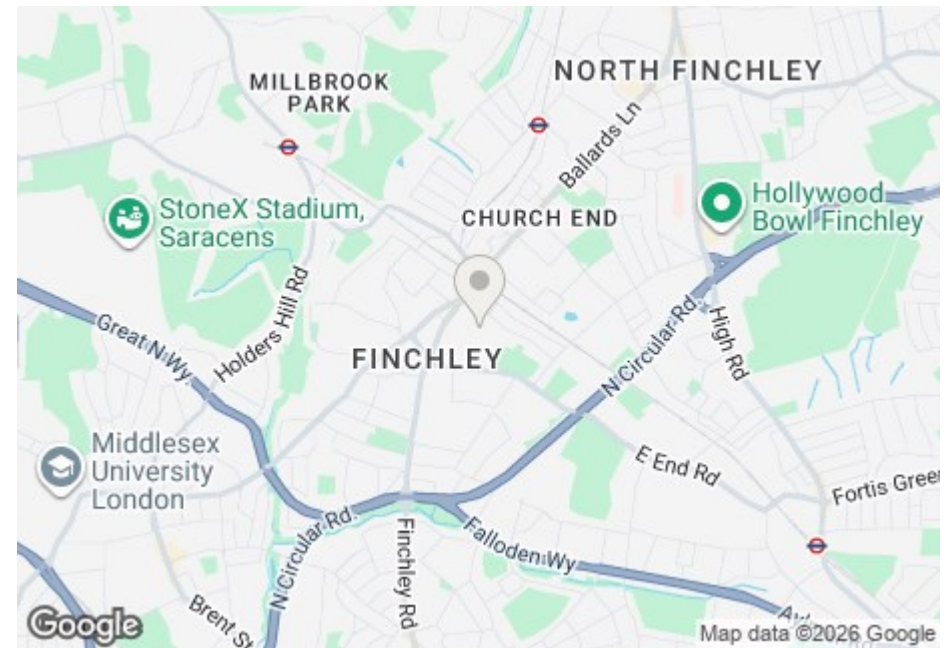 NORTH FINCHLEY
MILLBROOK
PARK
Ballards Ln
StoneX Stadium,
Saracens
CHURCH END
Hollywood
Bowl Finchley
Holders Hill Rd
Great N Wy.
FINCHLEY
N Circular Rd.
High Rd
Middlesex
University
London
E End Rd
Fortis Green
N Circular Rd.
Finchley Rd
Falloden Wy
Brent St
Google
Map data ©2026 Google